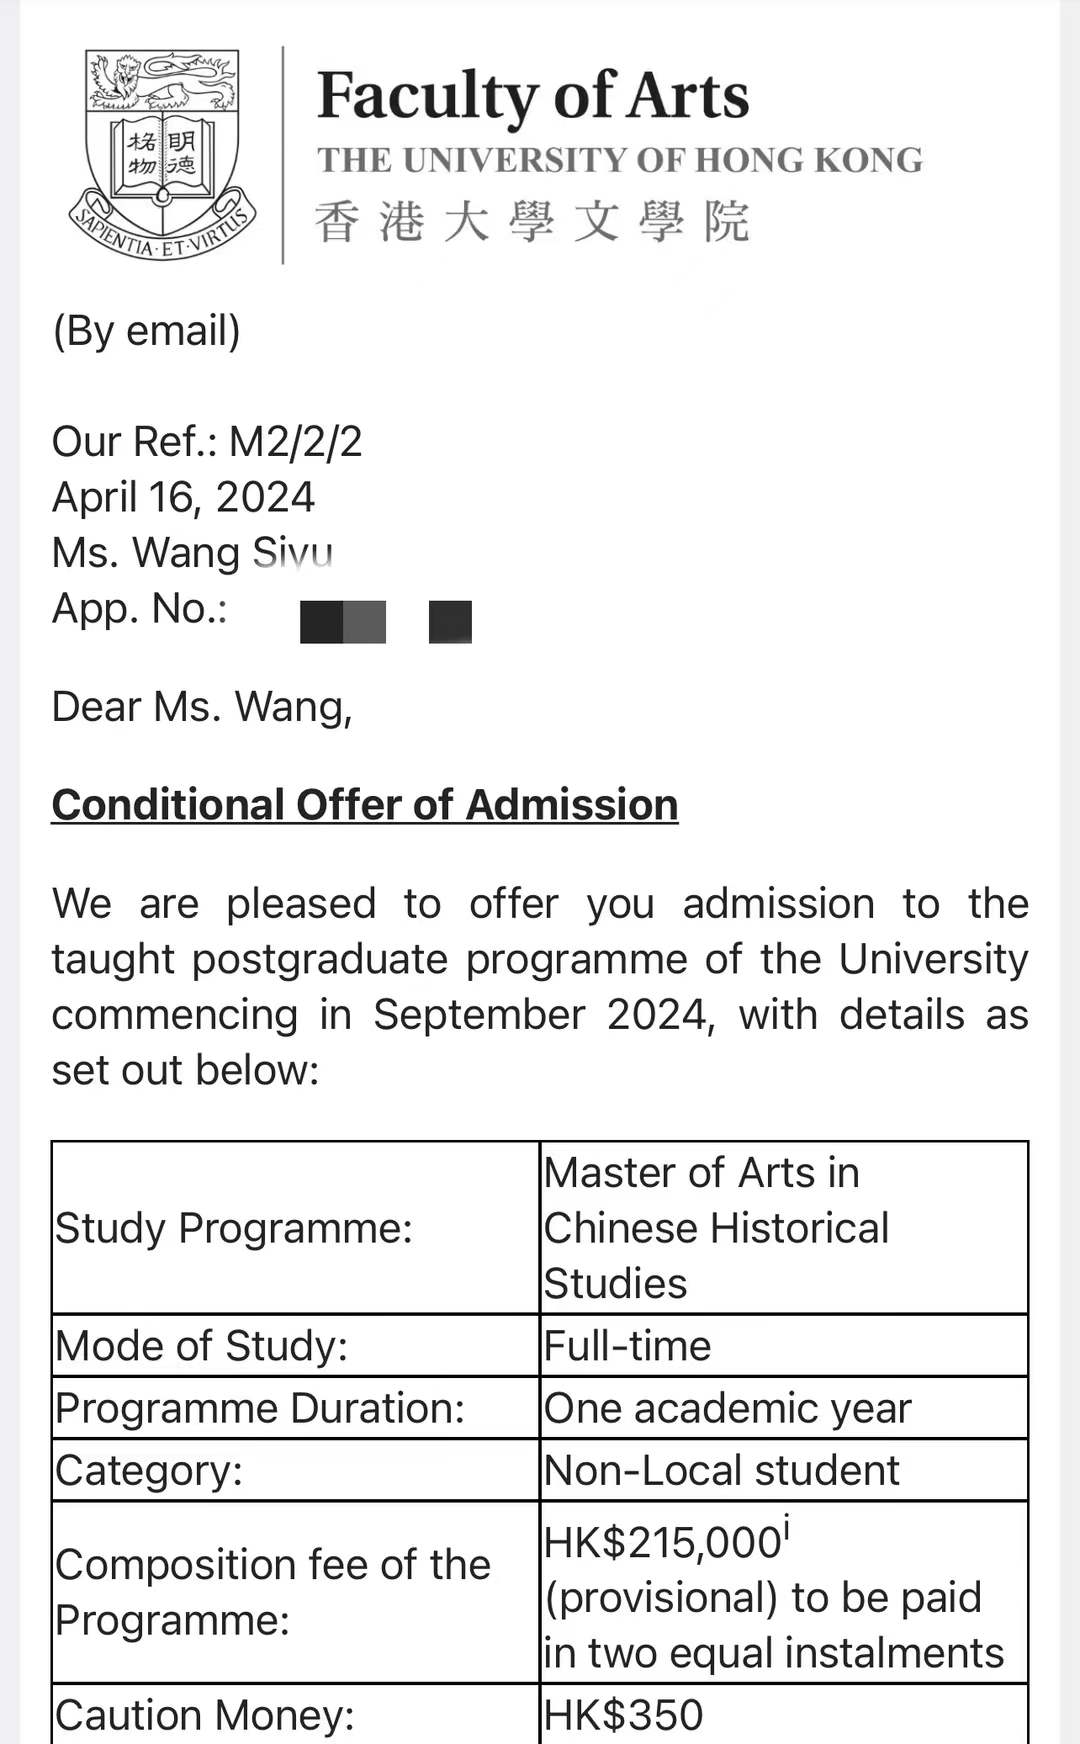 格 明
物 德
SAPIENTIA·ET·VIRTUS
Faculty of Arts
THE UNIVERSITY OF HONG KONG
香港大學文學院
(By email)
Our Ref.: M2/2/2
April 16, 2024
Ms. Wang
App. No.:
Dear Ms. Wang,
Conditional Offer of Admission
We are pleased to offer you admission to the
taught postgraduate programme of the University
commencing in September 2024, with details as
set out below:
Study Programme:
Master of Arts in
Chinese Historical
Studies
Mode of Study:
Full-time
Programme Duration:
One academic year
Category:
Non-Local student
Composition fee of the
Programme:
HK$215,000i
(provisional) to be paid
in two equal instalments
Caution Money:
HK$350